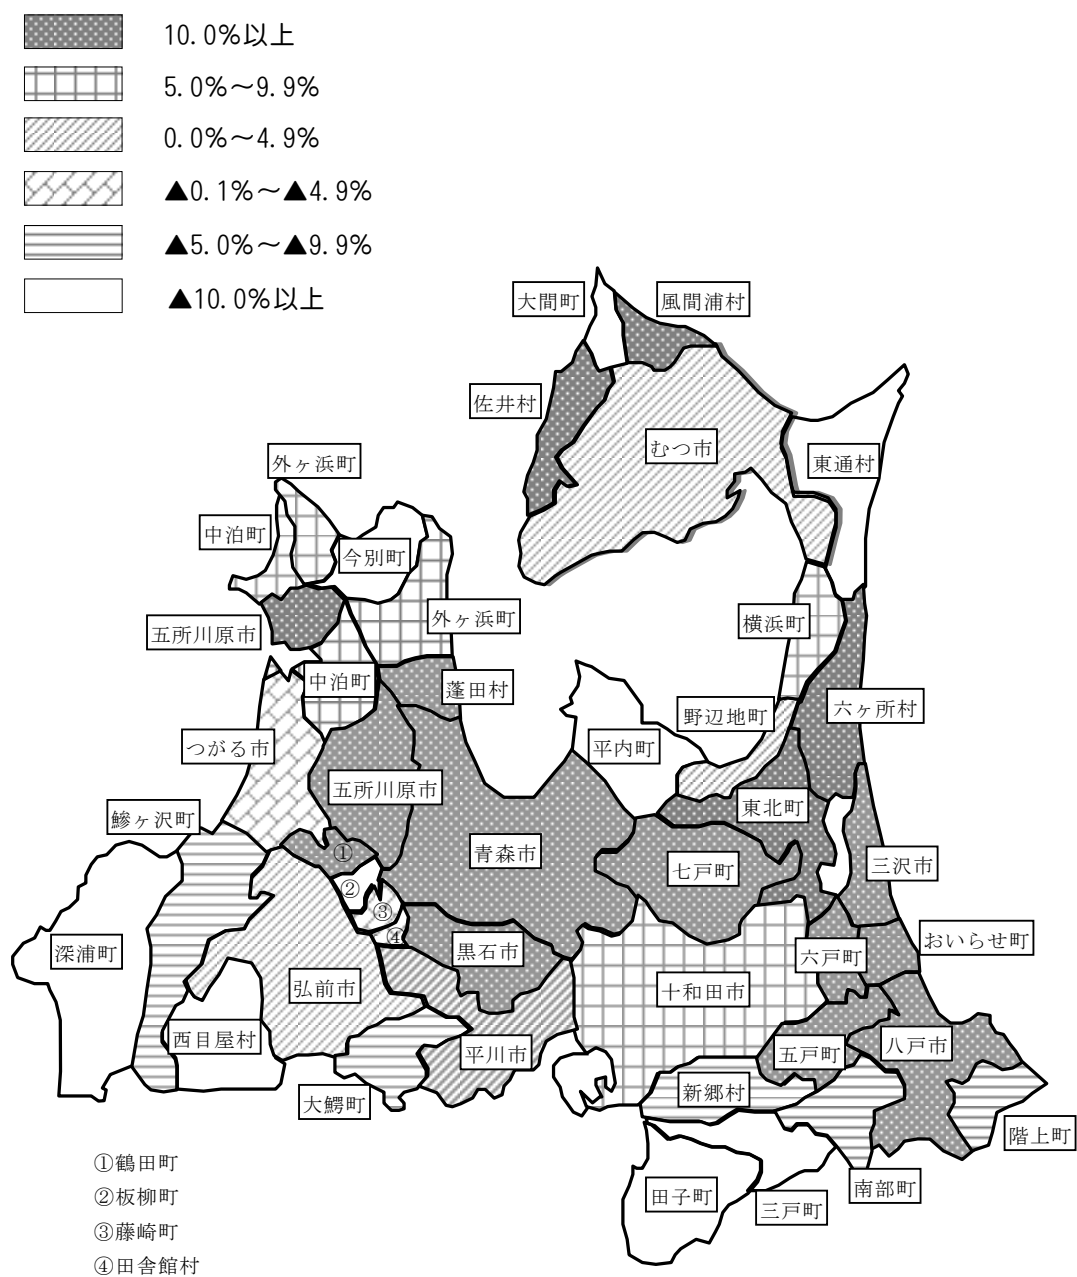 10.0%以上
5.0%～9.9%
0.0%～4.9%
▲0.1%～▲4.9%
▲5.0%～▲9.9%
▲10.0%以上
大間町
風間浦村
佐井村
むつ市
東通村
外ヶ浜町
中泊町
今別町
五所川原市
外ヶ浜町
横浜町
中泊町
蓬田村
野辺地町
六ヶ所村
つがる市
平内町
五所川原市
東北町
鰺ヶ沢町
①
青森市
七戸町
三沢市
②
③
④
深浦町
黒石市
六戸町
おいらせ町
弘前市
十和田市
西目屋村
平川市
五戸町
八戸市
大鰐町
新郷村
階上町
南部町
田子町
三戸町
①鶴田町
②板柳町
③藤崎町
④田舎館村